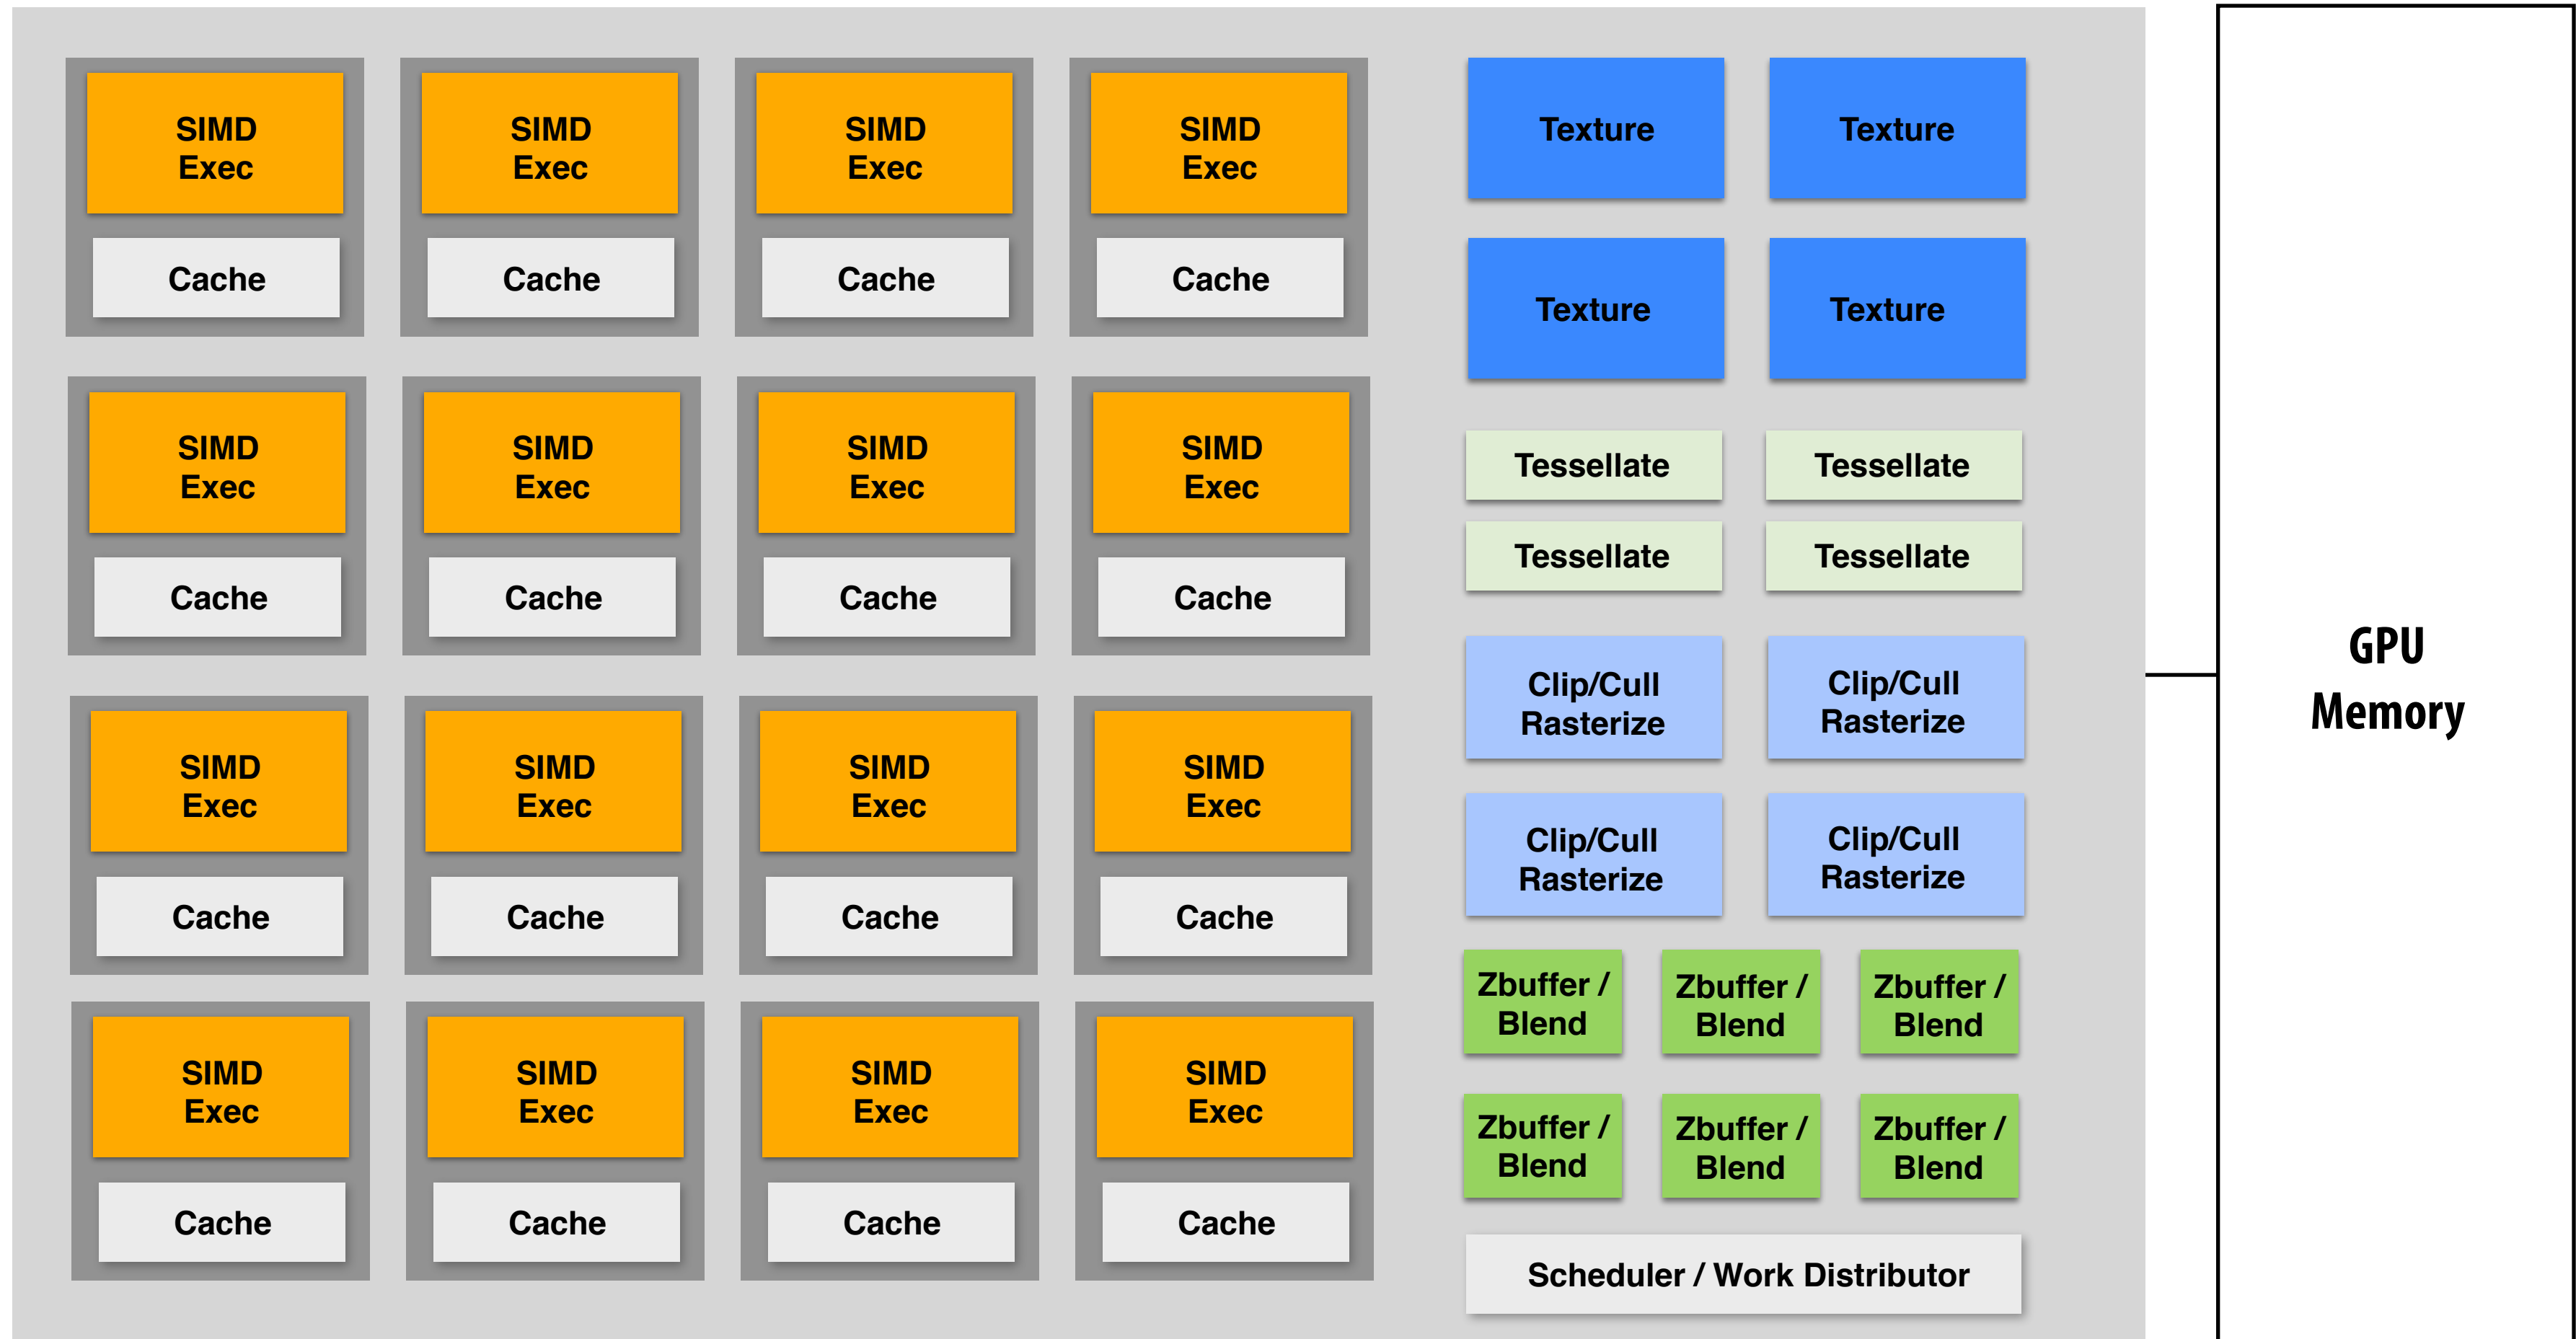 SIMD
Exec
SIMD
Exec
SIMD
Exec
SIMD
Exec
Cache
Cache
Cache
Cache
SIMD
Exec
SIMD
Exec
SIMD
Exec
SIMD
Exec
Cache
Cache
Cache
Cache
SIMD
Exec
SIMD
Exec
SIMD
Exec
SIMD
Exec
Cache
Cache
Cache
Cache
SIMD
Exec
SIMD
Exec
SIMD
Exec
SIMD
Exec
Cache
Cache
Cache
Cache
Texture
Texture
Texture
Texture
Tessellate
Tessellate
Tessellate
Tessellate
Clip/Cull
Rasterize
Clip/Cull
Rasterize
Clip/Cull
Rasterize
Clip/Cull
Rasterize
Zbuffer /
Blend
Zbuffer /
Blend
Zbuffer /
Blend
Zbuffer /
Blend
Zbuffer /
Blend
Zbuffer /
Blend
Scheduler / Work Distributor
GPU
Memory